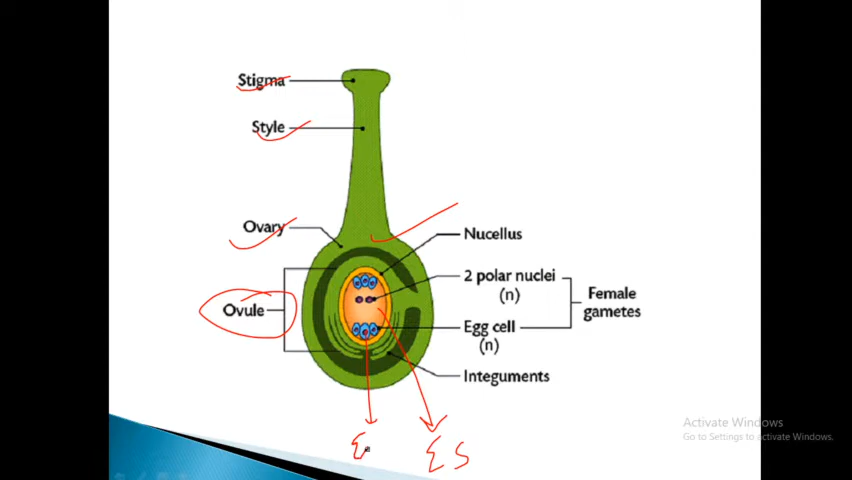 Stigma
Style
Ovary
Nucellus
2 polar nuclei
(n)
Female
gametes
Ovule
Egg cell
(n)
Integuments
E
ES
Activate Windows
Go to Settings to Activate Windows.